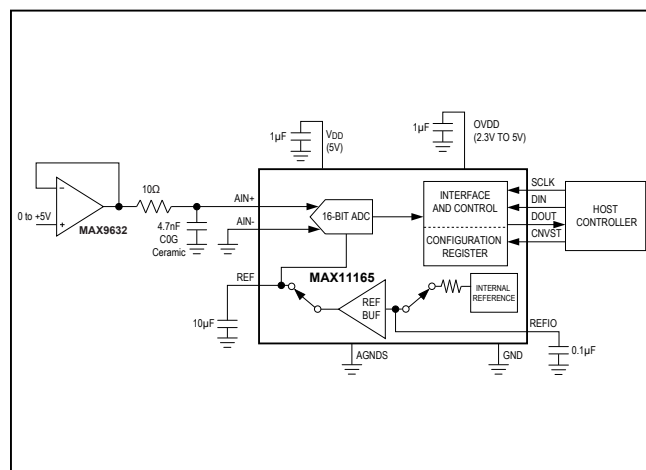 1µF
VDD
(5V)
1µF
OVDD
(2.3V TO 5V)
0 to +5V
MAX9632
10Ω
4.7nF
C0G
Ceramic
AIN+
AIN-
16-BIT ADC
INTERFACE
AND CONTROL
CONFIGURATION
REGISTER
SCLK
DIN
DOUT
CNVST
HOST
CONTROLLER
REF
MAX11165
10µF
REF
BUF
INTERNAL
REFERENCE
REFIO
0.1µF
AGNDS
GND